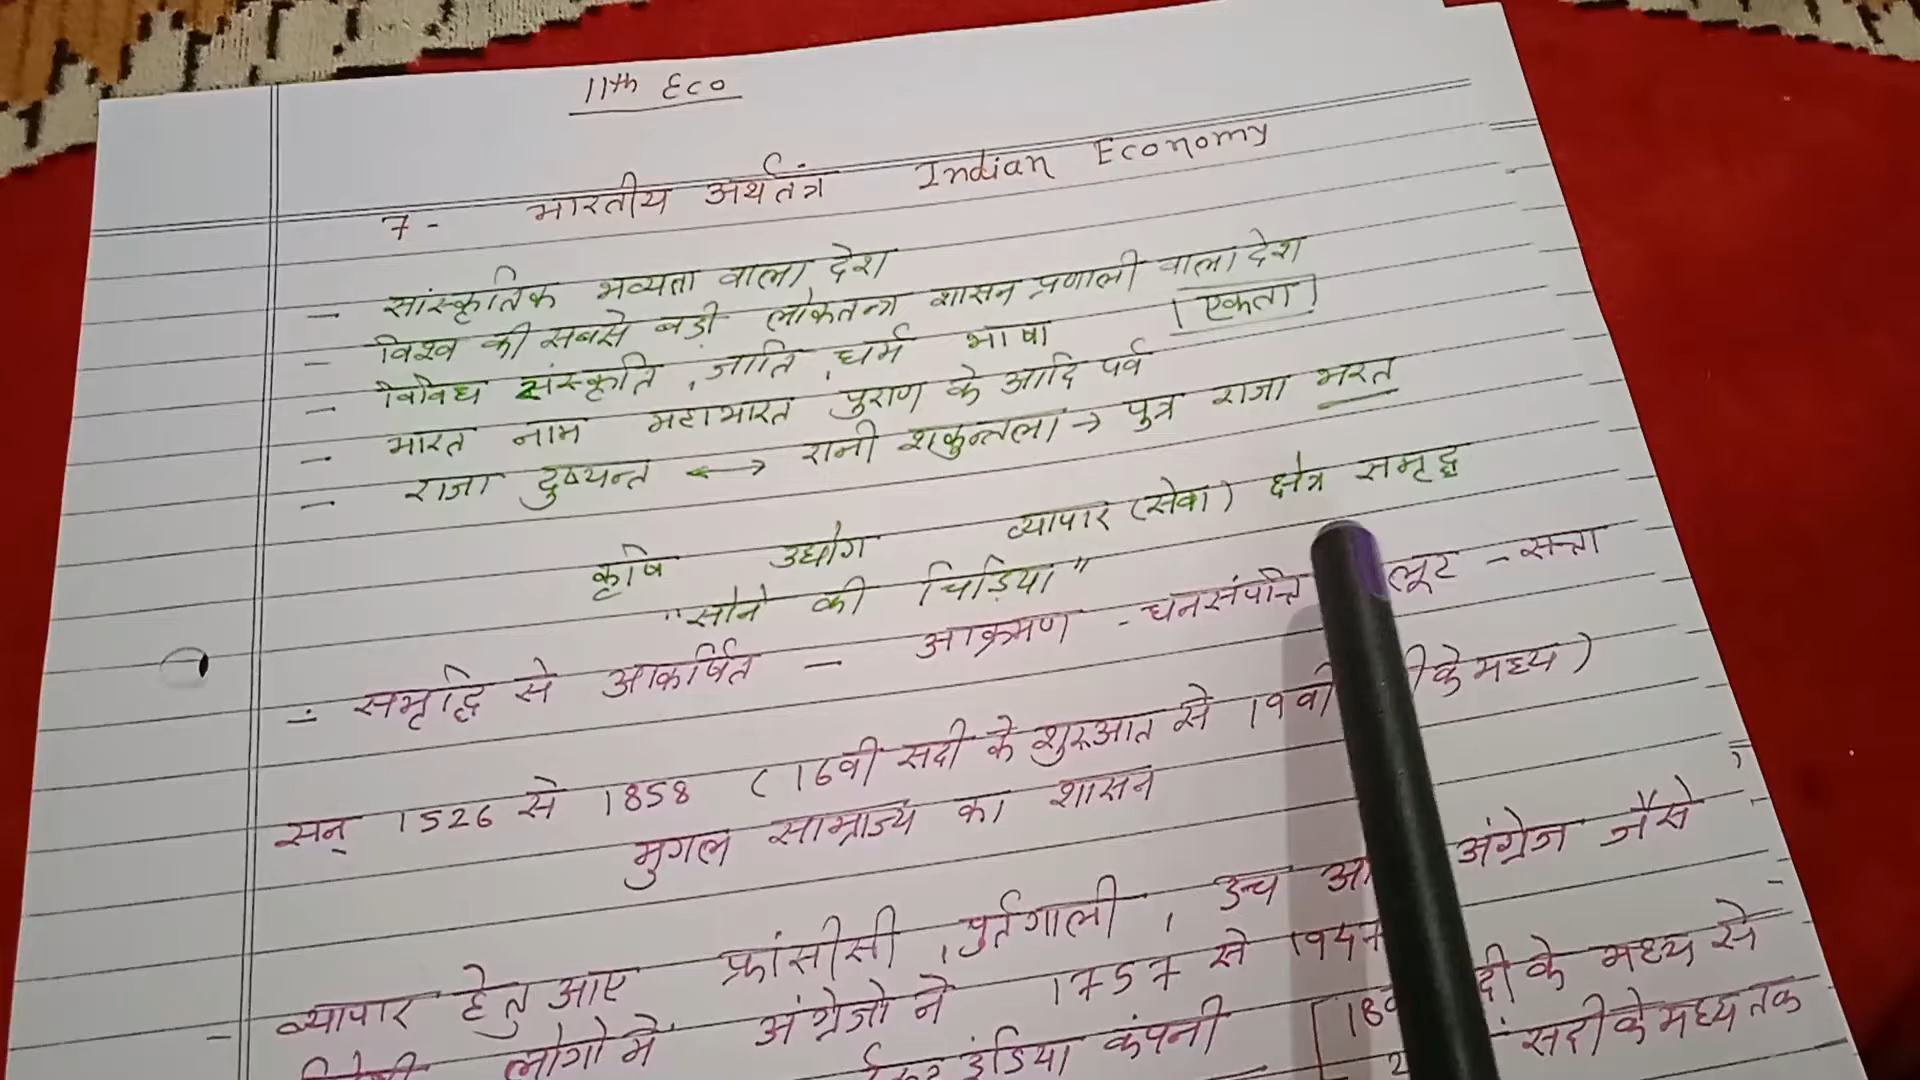 11th Eco
7- भारतीय अर्थतंत्र Indian Economy
- सांस्कृतिक भव्यता वाला देश
- विश्व की सबसे बड़ी लोकतन्त्र शासन प्रणाली वाला देश
- विविध संस्कृति, जाति, धर्म भाषा एकता
- भारत नाम महाभारत पुराण के आदि पर्व
- राजा दुष्यन्त ↔ रानी शकुन्तला → पुत्र राजा भरत
कृषि उद्योग व्यापार (सेवा) क्षेत्र समृद्ध
"सोने की चिड़िया"
- समृद्धि से आकर्षित - आक्रमण - धनसंपत्ति लूट - सत्ता
सन् 1526 से 1858 (16वी सदी के शुरुआत से 19वी के मध्य)
मुगल साम्राज्य का शासन
- व्यापार हेतु आए फ्रांसीसी, पुर्तगाली, डच अंग्रेज जैसे
लोगो मे अंग्रेजो ने 1757 से के मध्य से
इंडिया कंपनी सदी के मध्य तक